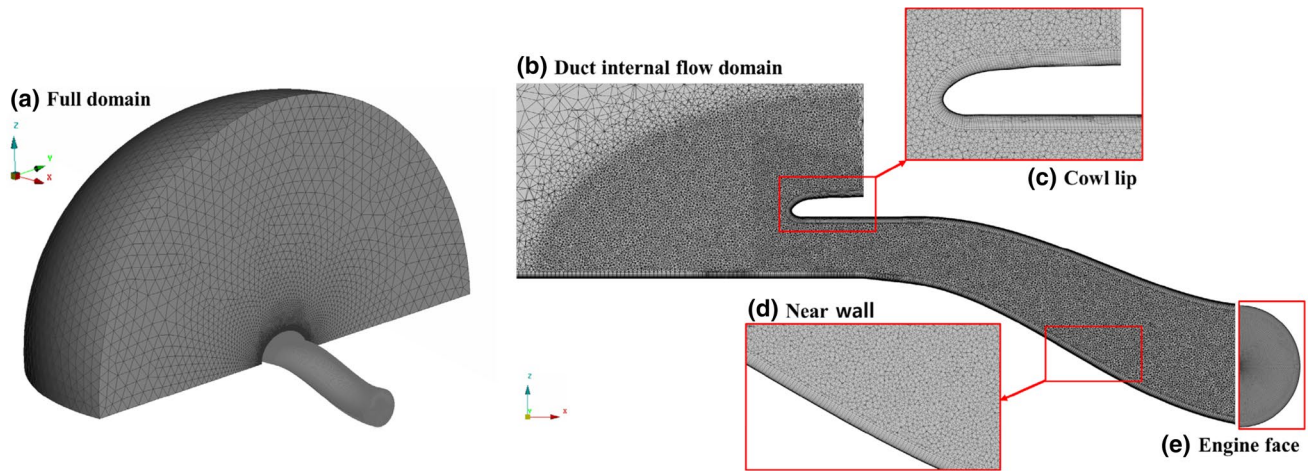 (a) Full domain
Z
Y
X
(b) Duct internal flow domain
(c) Cowl lip
(d) Near wall
Z
Y
X
(e) Engine face